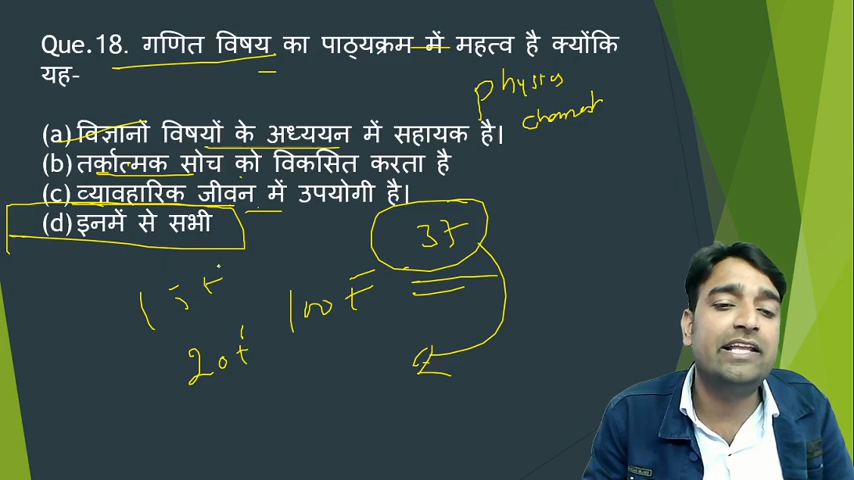 Que.18. गणित विषय का पाठ्यक्रम में महत्व है क्योंकि
यह-
Physics
(a) विज्ञानों विषयों के अध्ययन में सहायक है।
(b) तर्कात्मक सोच को विकसित करता है
(c) व्यावहारिक जीवन में उपयोगी है।
(d) इनमें से सभी